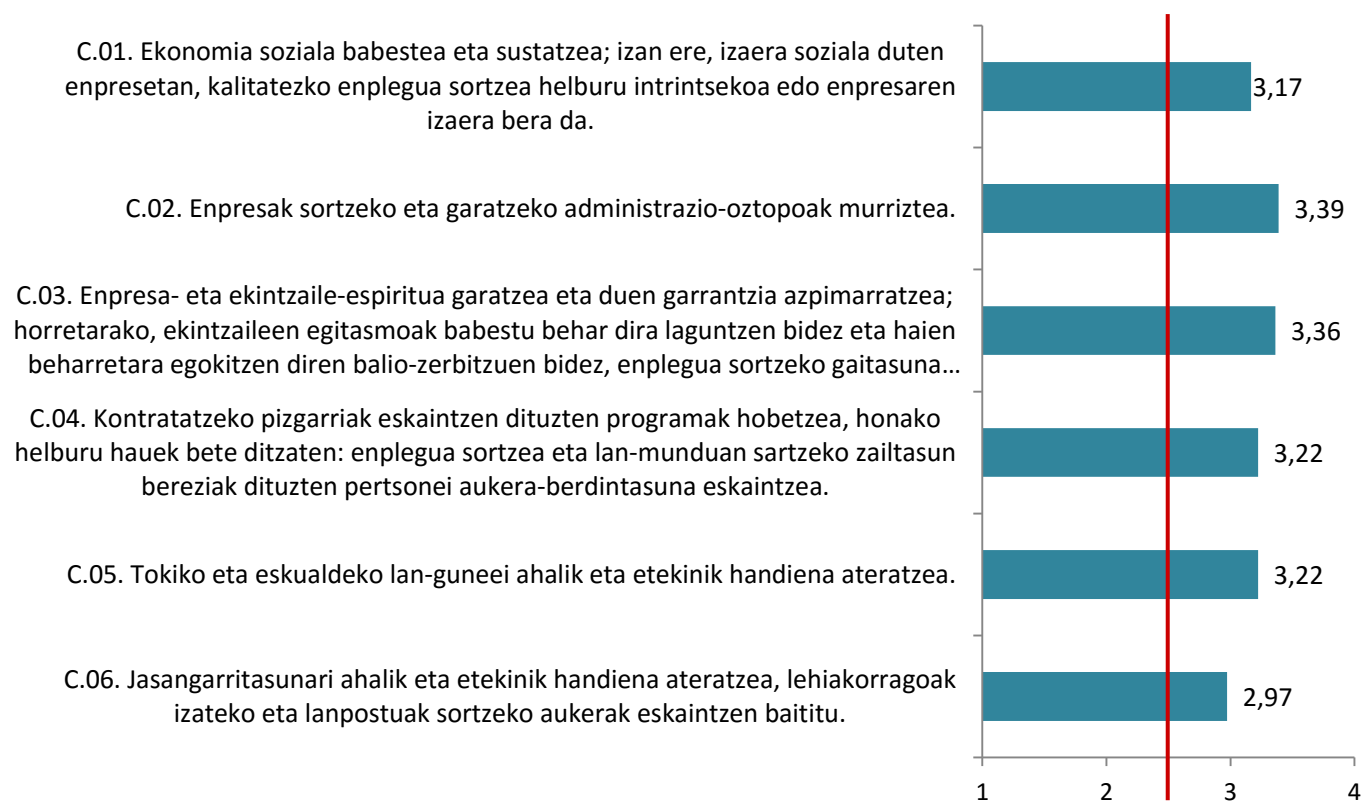 C.01. Ekonomia soziala babestea eta sustatzea; izan ere, izaera soziala duten
enpresetan, kalitatezko enplegua sortzea helburu intrintsekoa edo enpresaren
izaera bera da.
3,17
C.02. Enpresak sortzeko eta garatzeko administrazio-oztopoak murriztea.
3,39
C.03. Enpresa- eta ekintzaile-espiritua garatzea eta duen garrantzia azpimarratzea;
horretarako, ekintzaileen egitasmoak babestu behar dira laguntzen bidez eta haien
beharretara egokitzen diren balio-zerbitzuen bidez, enplegua sortzeko gaitasuna…
3,36
C.04. Kontratatzeko pizgarriak eskaintzen dituzten programak hobetzea, honako
helburu hauek bete ditzaten: enplegua sortzea eta lan-munduan sartzeko zailtasun
bereziak dituzten pertsonei aukera-berdintasuna eskaintzea.
3,22
C.05. Tokiko eta eskualdeko lan-guneei ahalik eta etekinik handiena ateratzea.
3,22
C.06. Jasangarritasunari ahalik eta etekinik handiena ateratzea, lehiakorragoak
izateko eta lanpostuak sortzeko aukerak eskaintzen baititu.
2,97
1 2 3 4